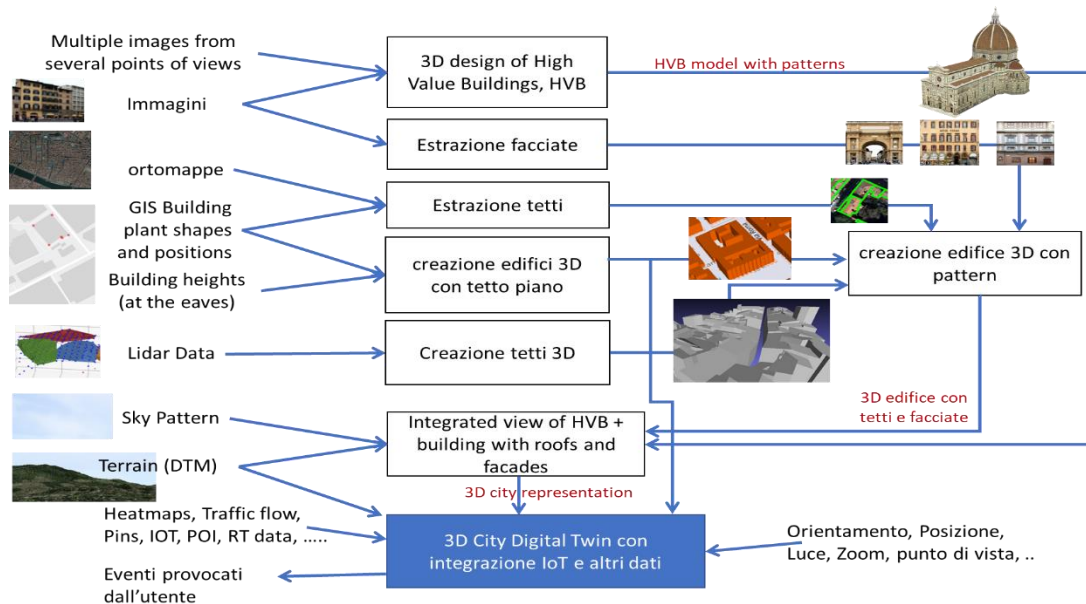 Multiple images from
several points of views
Immagini
ortomappe
GIS Building
plant shapes
and positions
Building heights
(at the eaves)
Lidar Data
Sky Pattern
Terrain (DTM)
Heatmaps, Traffic flow,
Pins, IOT, POI, RT data, .....
Eventi provocati
dall'utente
3D design of High
Value Buildings, HVB
Estrazione facciate
Estrazione tetti
creazione edifici 3D
con tetto piano
Creazione tetti 3D
Integrated view of HVB +
building with roofs and
facades
3D city representation
3D City Digital Twin con
integrazione IoT e altri dati
HVB model with patterns
creazione edifice 3D con
pattern
3D edifice con
tetti e facciate
Orientamento, Posizione,
Luce, Zoom, punto di vista, ..